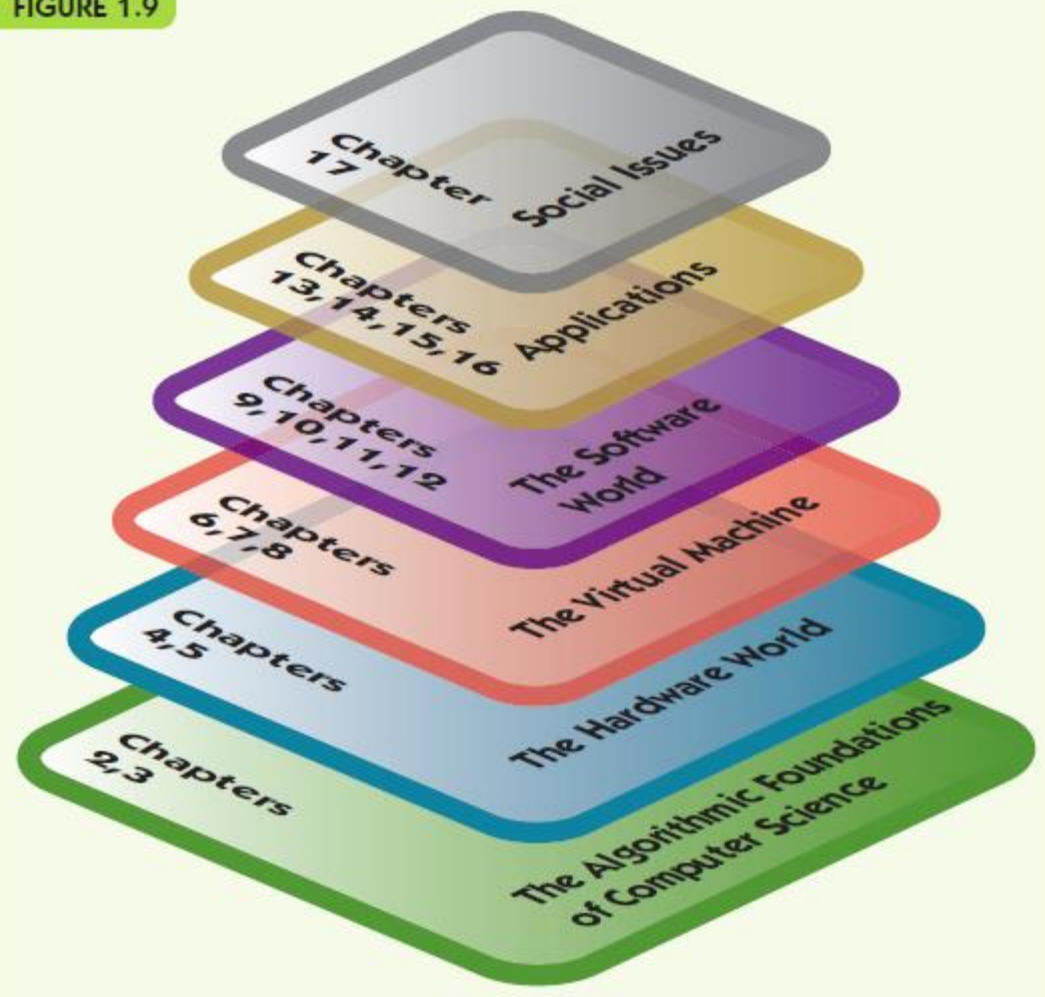 FIGURE 1.9
Chapter
17
Social Issues
Chapters
13,14,15,16
Applications
Chapters
9,10,11,12
The Software
World
Chapters
6,7,8
The Virtual Machine
Chapters
4,5
The Hardware World
Chapters
2,3
The Algorithmic Foundations
of Computer Science